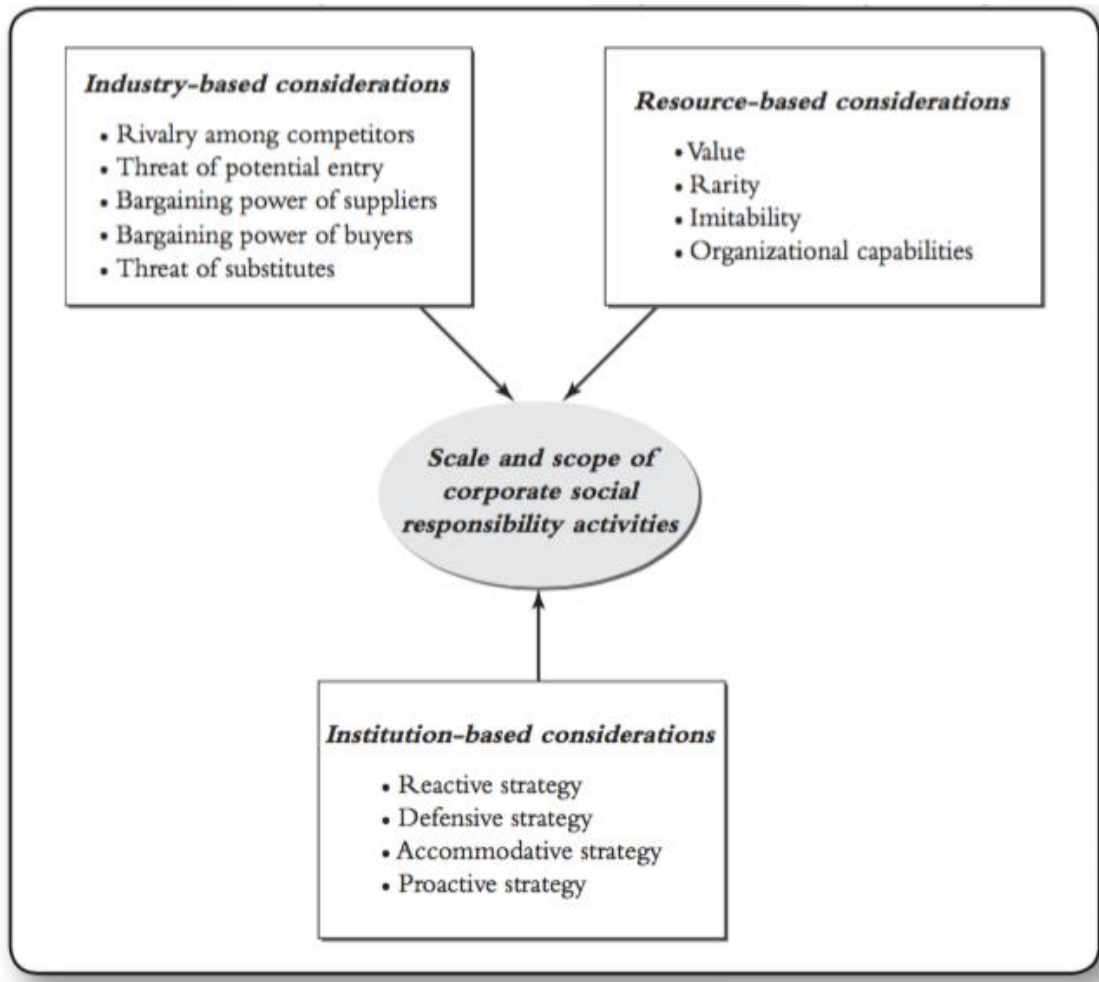 Industry-based considerations
• Rivalry among competitors
• Threat of potential entry
• Bargaining power of suppliers
• Bargaining power of buyers
• Threat of substitutes
Resource-based considerations
• Value
• Rarity
• Imitability
• Organizational capabilities
Scale and scope of
corporate social
responsibility activities
Institution-based considerations
• Reactive strategy
• Defensive strategy
• Accommodative strategy
• Proactive strategy